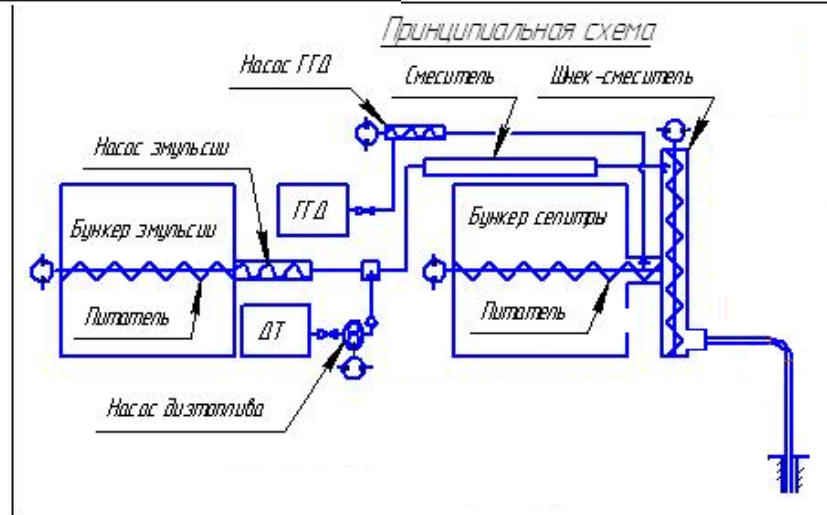 Принципиальная схема
Насос ГГД
Смеситель
Шнек-смеситель
Насос эмульсии
ГГД
Бункер эмульсии
Бункер селитры
Питатель
Питатель
ДТ
Насос дизтоплива